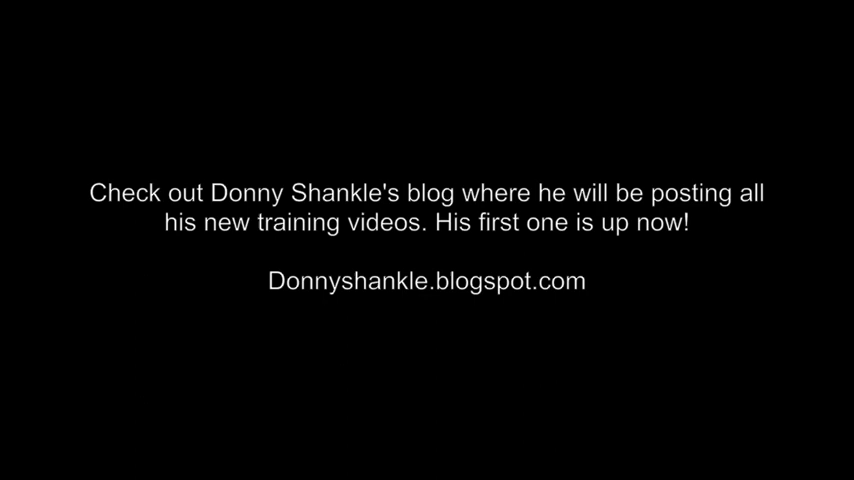 Check out Donny Shankle's blog where he will be posting all
his new training videos. His first one is up now!
Donnyshankle.blogspot.com